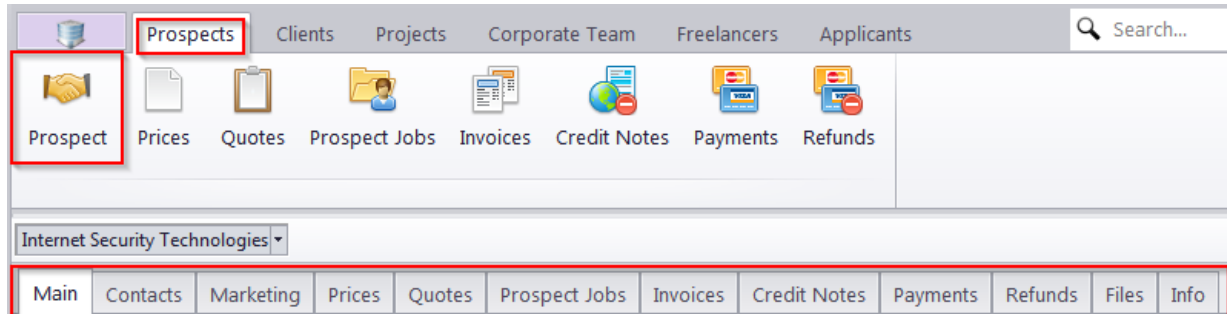 Prospects Clients Projects Corporate Team Freelancers Applicants Search...
Prospect Prices Quotes Prospect Jobs Invoices Credit Notes Payments Refunds
Internet Security Technologies
Main Contacts Marketing Prices Quotes Prospect Jobs Invoices Credit Notes Payments Refunds Files Info